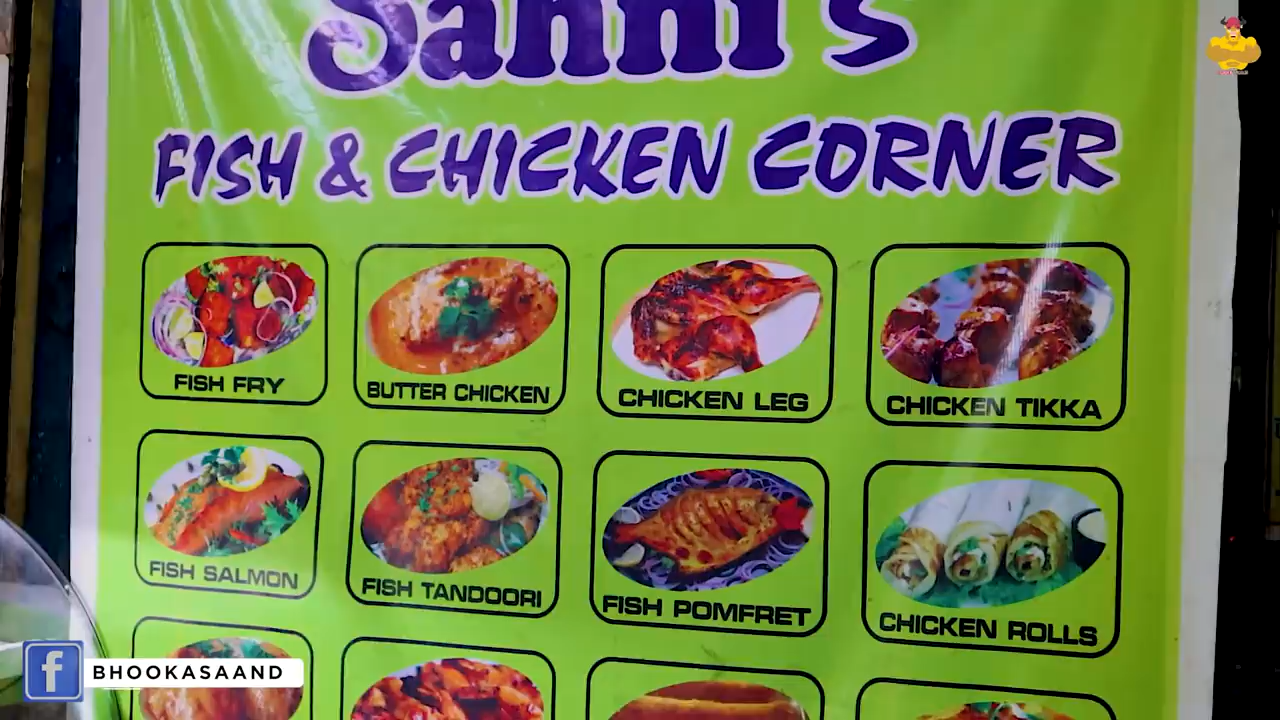 Sanni's
FISH & CHICKEN CORNER
FISH FRY
BUTTER CHICKEN
CHICKEN LEG
CHICKEN TIKKA
FISH SALMON
FISH TANDOORI
FISH POMFRET
CHICKEN ROLLS
f BHOOKASAAND